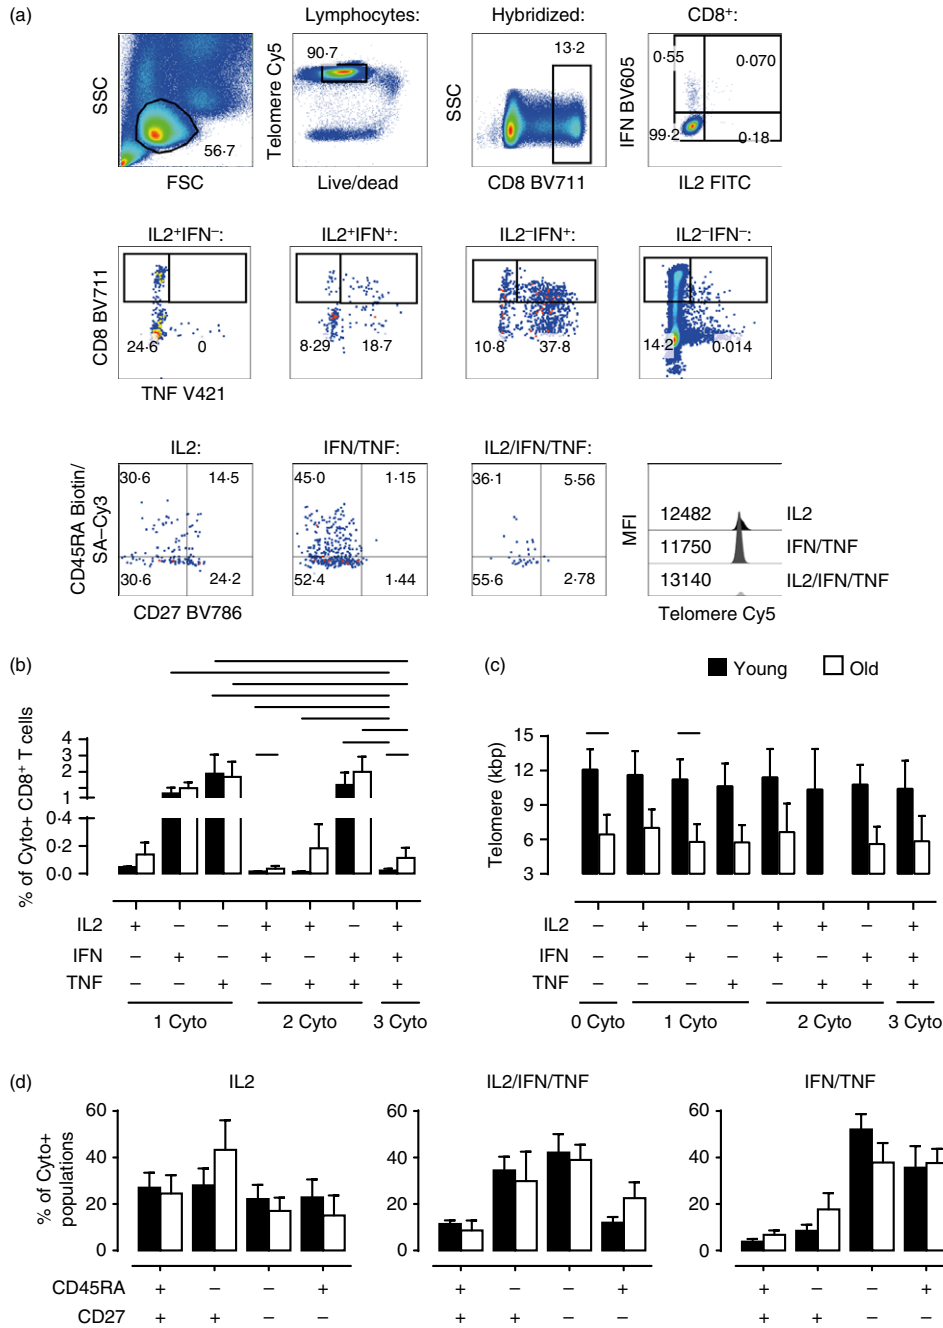 (a)
Lymphocytes: Hybridized: CD8⁺:
SSC
56·7
FSC
Telomere Cy5
90·7
Live/dead
SSC
13·2
CD8 BV711
IFN BV605
0·55 0·070
99·2 0·18
IL2 FITC
IL2⁺IFN⁻: IL2⁺IFN⁺: IL2⁻IFN⁺: IL2⁻IFN⁻:
CD8 BV711
24·6 0 8·29 18·7 10·8 37·8 14·2 0·014
TNF V421
IL2: IFN/TNF: IL2/IFN/TNF:
CD45RA Biotin/
SA–Cy3
30·6 14·5 45·0 1·15 36·1 5·56
30·6 24·2 52·4 1·44 55·6 2·78
CD27 BV786
MFI
12482 IL2
11750 IFN/TNF
13140 IL2/IFN/TNF
Telomere Cy5
(b)
% of Cyto+ CD8⁺ T cells
4
3
2
1
0·4
0·2
0·0
IL2 + – – + + – +
IFN – + – + – + +
TNF – – + – + + +
1 Cyto 2 Cyto 3 Cyto
(c)
Young Old
Telomere (kbp)
15
12
9
6
3
IL2 – + – – + + – +
IFN – – + – + – + +
TNF – – – + – + + +
0 Cyto 1 Cyto 2 Cyto 3 Cyto
(d)
IL2 IL2/IFN/TNF IFN/TNF
% of Cyto+
populations
60 60 60
40 40 40
20 20 20
0 0 0
CD45RA + – – + + – – + + – – +
CD27 + + – – + + – – + + – –